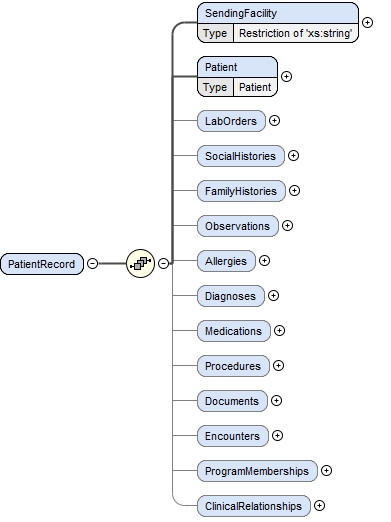 SendingFacility
Type Restriction of 'xs:string'
Patient
Type Patient
LabOrders
SocialHistories
FamilyHistories
Observations
PatientRecord
Allergies
Diagnoses
Medications
Procedures
Documents
Encounters
ProgramMemberships
ClinicalRelationships